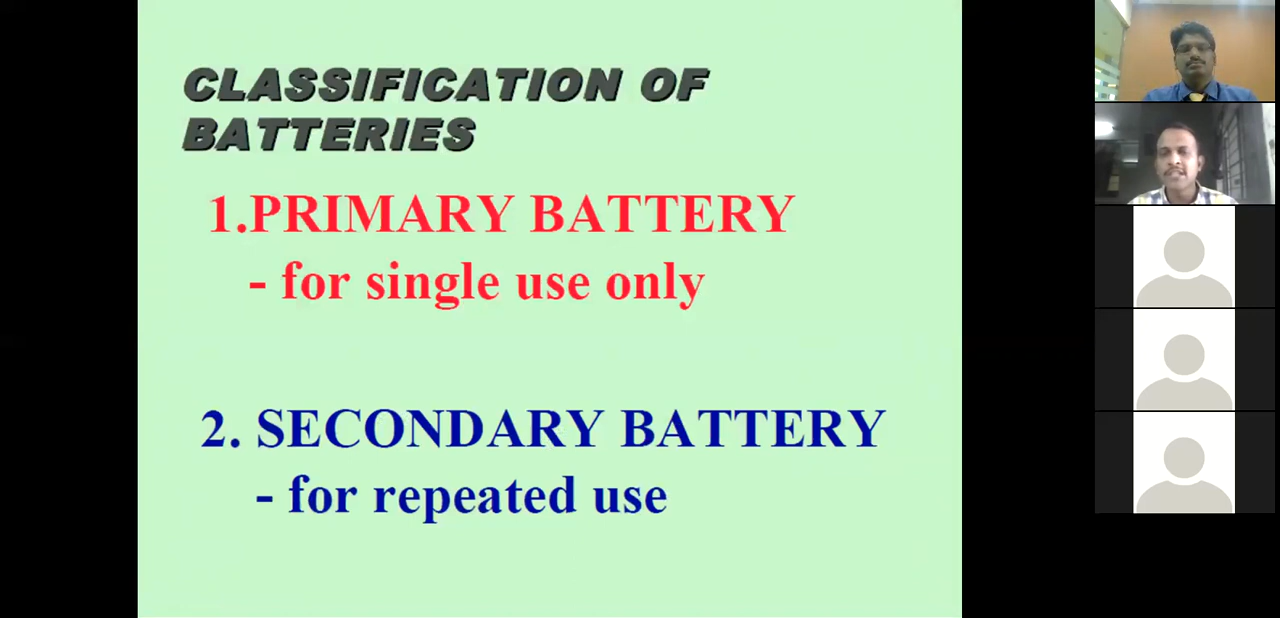 CLASSIFICATION OF
BATTERIES
1.PRIMARY BATTERY
- for single use only
2. SECONDARY BATTERY
- for repeated use